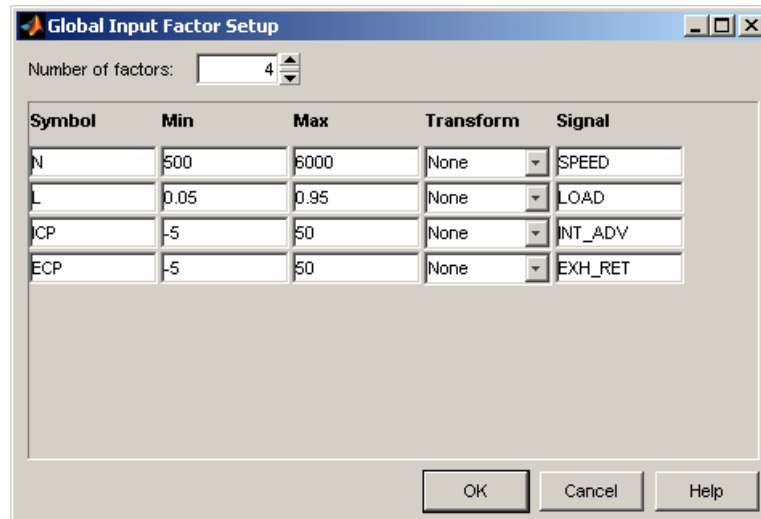 Global Input Factor Setup
Number of factors: 4
Symbol Min Max Transform Signal
N 500 6000 None SPEED
L 0.05 0.95 None LOAD
ICP -5 50 None INT_ADV
ECP -5 50 None EXH_RET
OK Cancel Help